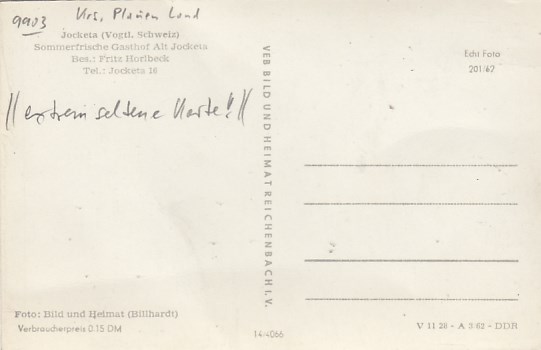 9903 Krs. Plauen Land
Jocketa (Vogtl. Schweiz)
Sommerfrische Gasthof Alt Jocketa
Bes.: Fritz Horlbeck
Tel.: Jocketa 16
|| extrem seltene Karte!! ||
VEB BILD UND HEIMAT REICHENBACH I. V.
Echt Foto
201/62
Foto: Bild und Heimat (Billhardt)
Verbraucherpreis 0.15 DM
14/4066
V 11 28 - A 3 62 - DDR